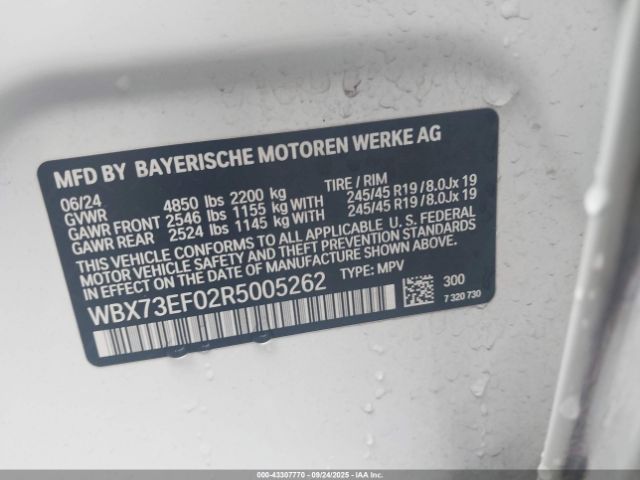 MFD BY BAYERISCHE MOTOREN WERKE AG
06/24 TIRE / RIM
GVWR 4850 lbs 2200 kg
GAWR FRONT 2546 lbs 1155 kg WITH 245/45 R19 / 8.0Jx 19
GAWR REAR 2524 lbs 1145 kg WITH 245/45 R19 / 8.0Jx 19
THIS VEHICLE CONFORMS TO ALL APPLICABLE U. S. FEDERAL
MOTOR VEHICLE SAFETY AND THEFT PREVENTION STANDARDS
IN EFFECT ON THE DATE OF MANUFACTURE SHOWN ABOVE.
WBX73EF02R5005262 TYPE: MPV
300
7 320 730
000-43307770 - 09/24/2025 - IAAI.com